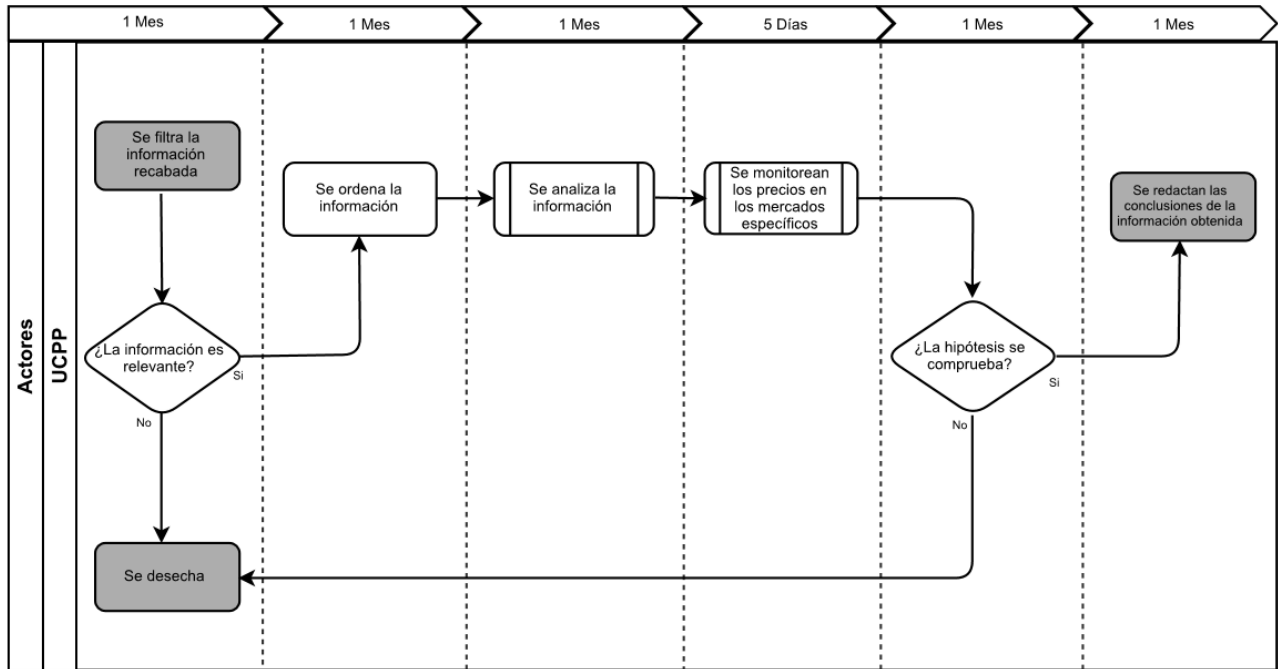 1 Mes
1 Mes
1 Mes
5 Días
1 Mes
1 Mes
Actores
UCPP
Se filtra la
información
recabada
¿La información es
relevante?
Si
No
Se desecha
Se ordena la
información
Se analiza la
información
Se monitorean
los precios en
los mercados
específicos
¿La hipótesis se
comprueba?
Si
No
Se redactan las
conclusiones de la
información obtenida